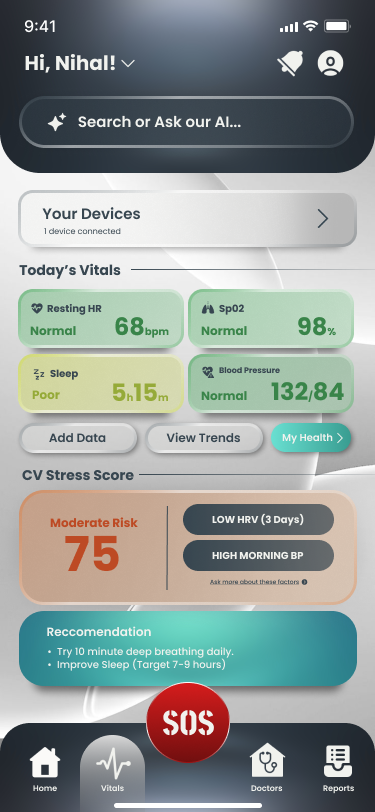 9:41
Hi, Nihal!
Search or Ask our AI...
Your Devices
1 device connected
Today's Vitals
Resting HR
Normal 68bpm
Sp02
Normal 98%
zzz Sleep
Poor 5h15m
Blood Pressure
Normal 132/84
Add Data View Trends My Health
CV Stress Score
Moderate Risk
75
LOW HRV (3 Days)
HIGH MORNING BP
Ask more about these factors
Reccomendation
• Try 10 minute deep breathing daily.
• Improve Sleep (Target 7-9 hours)
SOS
Home Vitals Doctors Reports